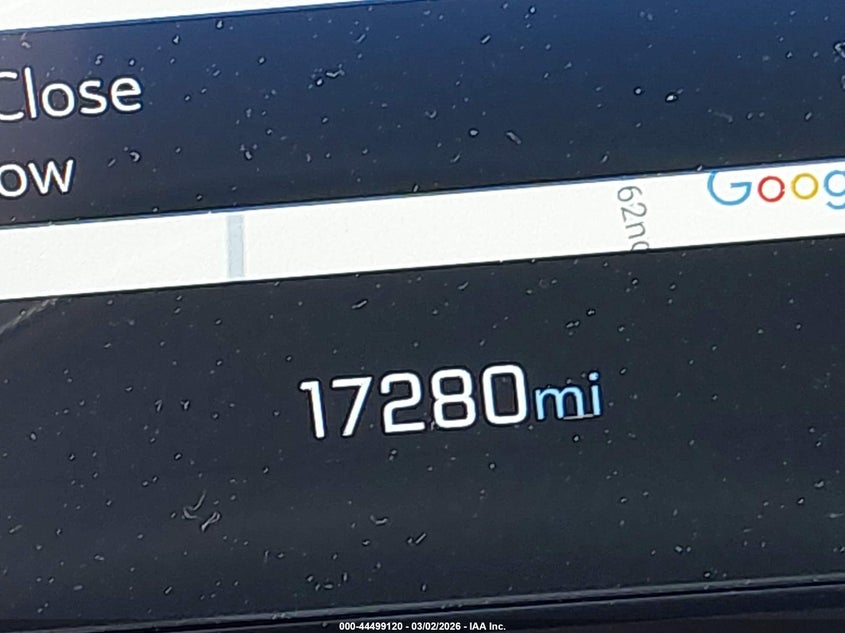 Close
ow
62nd
Goog
17280mi
000-44499120 - 03/02/2026 - IAA Inc.